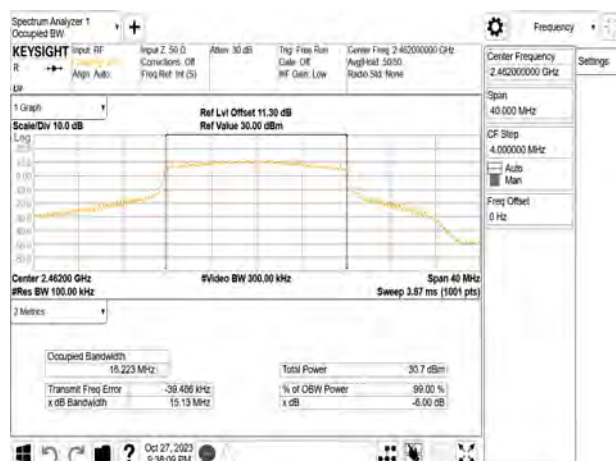 Spectrum Analyzer 1
Occupied BW
Frequency
KEYSIGHT
Input: RF
Input Z: 50 Ω
Atten: 30 dB
Trig: Free Run
Center Freq: 2.462000000 GHz
R
Corrections: Off
Gate: Off
Avg|Hold: 50/50
Align: Auto
Freq Ref: Int (S)
#IF Gain: Low
Radio Std: None
Center Frequency
2.462000000 GHz
Settings
Span
40.000 MHz
CF Step
4.000000 MHz
Auto
Man
Freq Offset
0 Hz
1 Graph
Scale/Div 10.0 dB
Ref Lvl Offset 11.30 dB
Ref Value 30.00 dBm
Log
Center 2.46200 GHz
#Video BW 300.00 kHz
Span 40 MHz
#Res BW 100.00 kHz
Sweep 3.87 ms (1001 pts)
2 Metrics
Occupied Bandwidth
16.223 MHz
Total Power
30.7 dBm
Transmit Freq Error
-39.486 kHz
% of OBW Power
99.00 %
x dB Bandwidth
15.13 MHz
x dB
-6.00 dB
?
Oct 27, 2023
9:38:09 PM